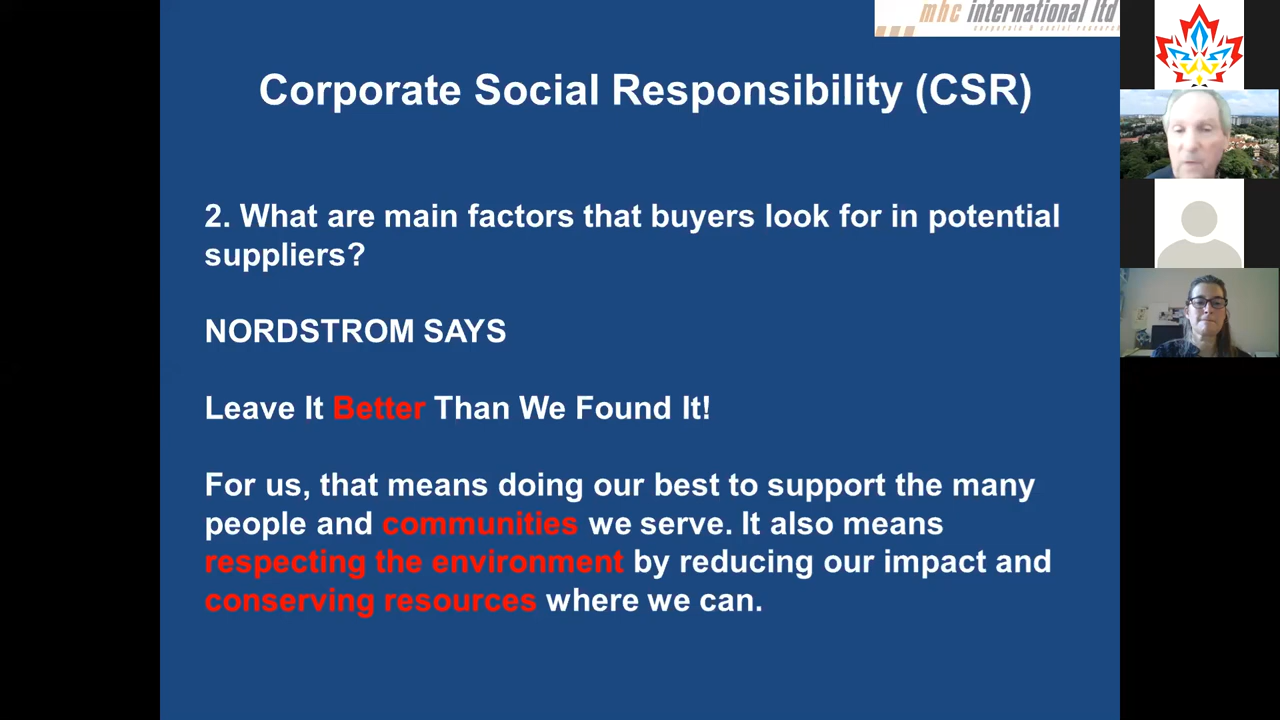 mhc international ltd
corporate & social research
Corporate Social Responsibility (CSR)
2. What are main factors that buyers look for in potential
suppliers?
NORDSTROM SAYS
Leave It Better Than We Found It!
For us, that means doing our best to support the many
people and communities we serve. It also means
respecting the environment by reducing our impact and
conserving resources where we can.